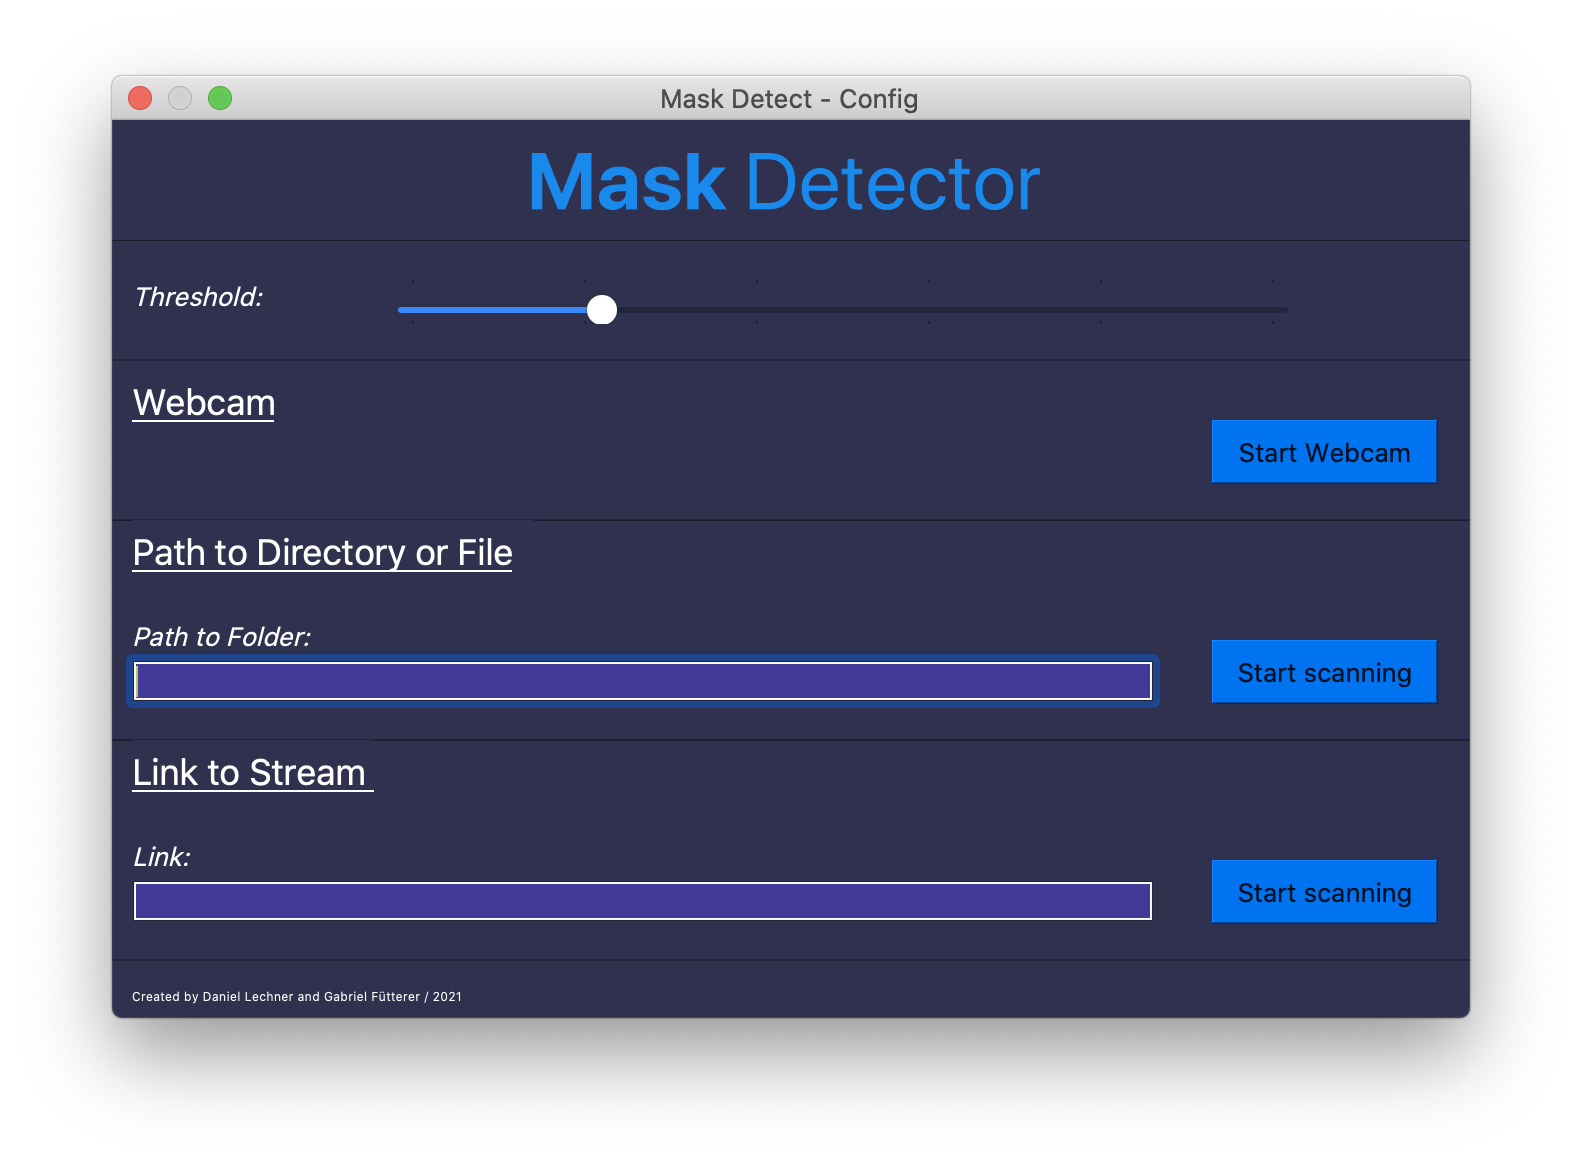 Mask Detect - Config
Mask Detector
Threshold:
Webcam
Start Webcam
Path to Directory or File
Path to Folder:
Start scanning
Link to Stream
Link:
Start scanning
Created by Daniel Lechner and Gabriel Fütterer / 2021